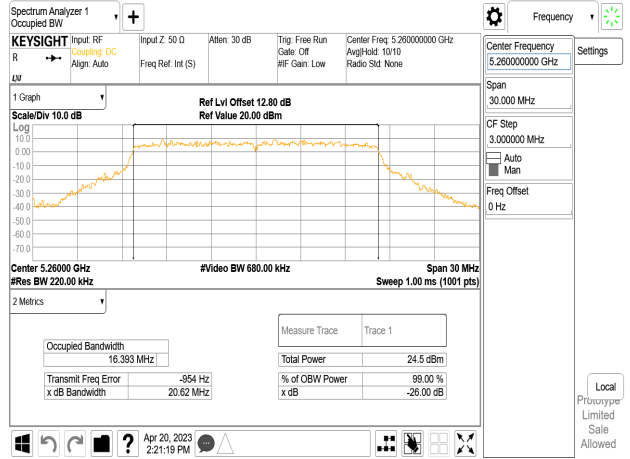 Spectrum Analyzer 1
Occupied BW
Frequency
KEYSIGHT
R
LXI
Input: RF
Coupling: DC
Align: Auto
Input Z: 50 Ω
Freq Ref: Int (S)
Atten: 30 dB
Trig: Free Run
Gate: Off
#IF Gain: Low
Center Freq: 5.260000000 GHz
Avg|Hold: 10/10
Radio Std: None
Center Frequency
5.260000000 GHz
Settings
Span
30.000 MHz
CF Step
3.000000 MHz
Auto
Man
Freq Offset
0 Hz
1 Graph
Scale/Div 10.0 dB
Ref Lvl Offset 12.80 dB
Ref Value 20.00 dBm
Log
10.0
0.00
-10.0
-20.0
-30.0
-40.0
-50.0
-60.0
-70.0
Center 5.26000 GHz
#Video BW 680.00 kHz
Span 30 MHz
#Res BW 220.00 kHz
Sweep 1.00 ms (1001 pts)
2 Metrics
Measure Trace
Trace 1
Occupied Bandwidth
16.393 MHz
Total Power
24.5 dBm
Transmit Freq Error
-954 Hz
% of OBW Power
99.00 %
x dB Bandwidth
20.62 MHz
x dB
-26.00 dB
Local
Prototype
Limited
Sale
Allowed
?
Apr 20, 2023
2:21:19 PM